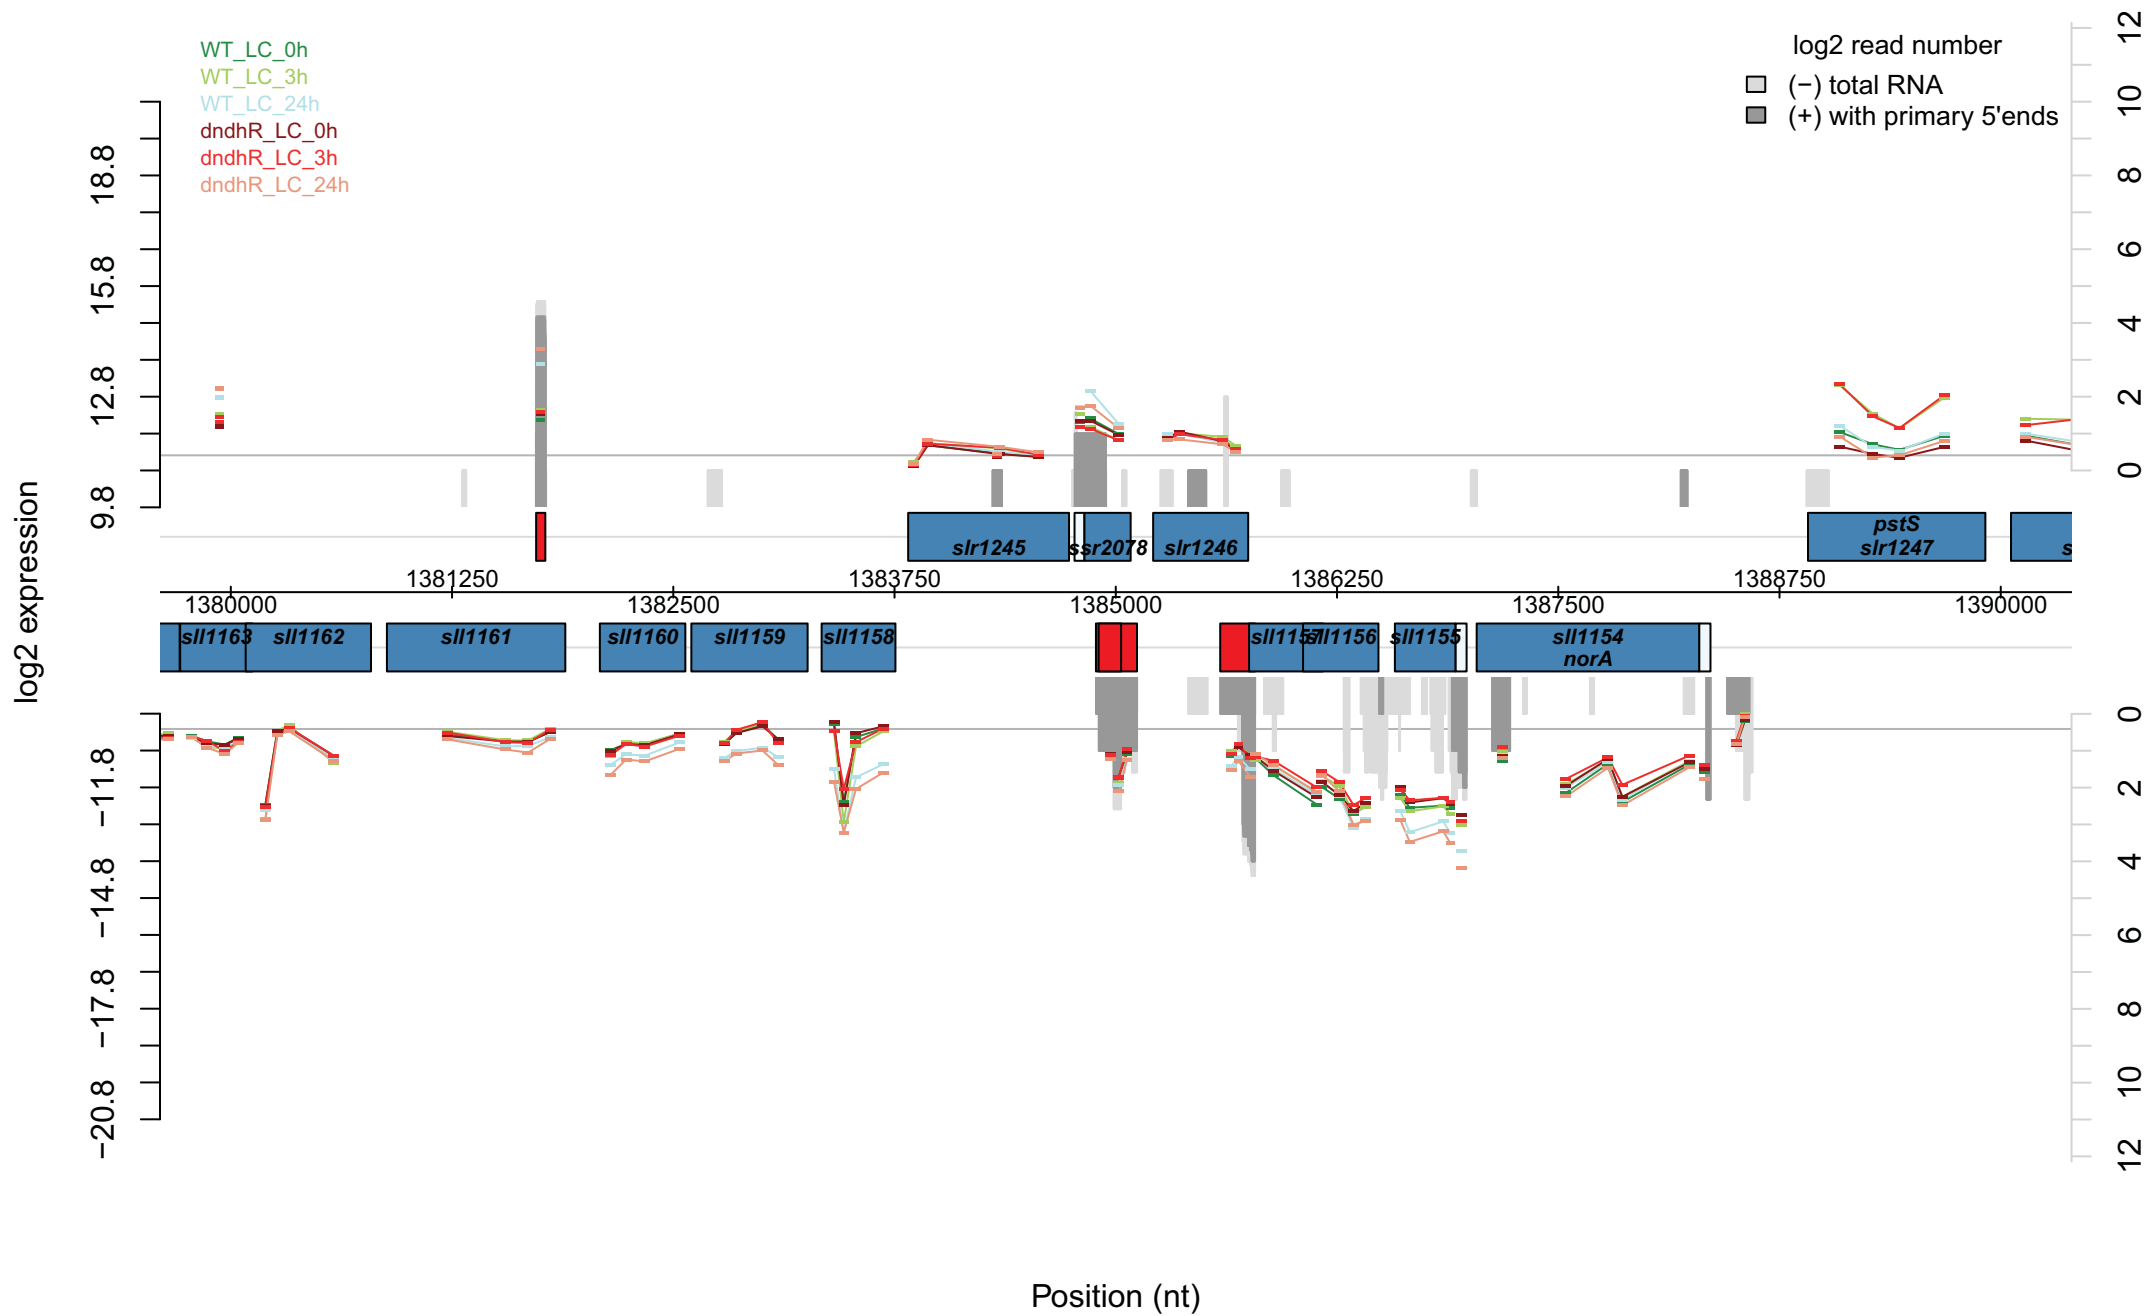 WT_LC_0h
WT_LC_3h
WT_LC_24h
dndhR_LC_0h
dndhR_LC_3h
dndhR_LC_24h
log2 read number
(−) total RNA
(+) with primary 5'ends
log2 expression
18.8
15.8
12.8
9.8
12
10
8
6
4
2
0
pstS
slr1245
ssr2078
slr1246
slr1247
s
1381250
1383750
1386250
1388750
1380000
1382500
1385000
1387500
1390000
sll1163
sll1162
sll1161
sll1160
sll1159
sll1158
sll1157
sll1156
sll1155
sll1154
norA
−11.8
−14.8
−17.8
−20.8
0
2
4
6
8
10
12
Position (nt)